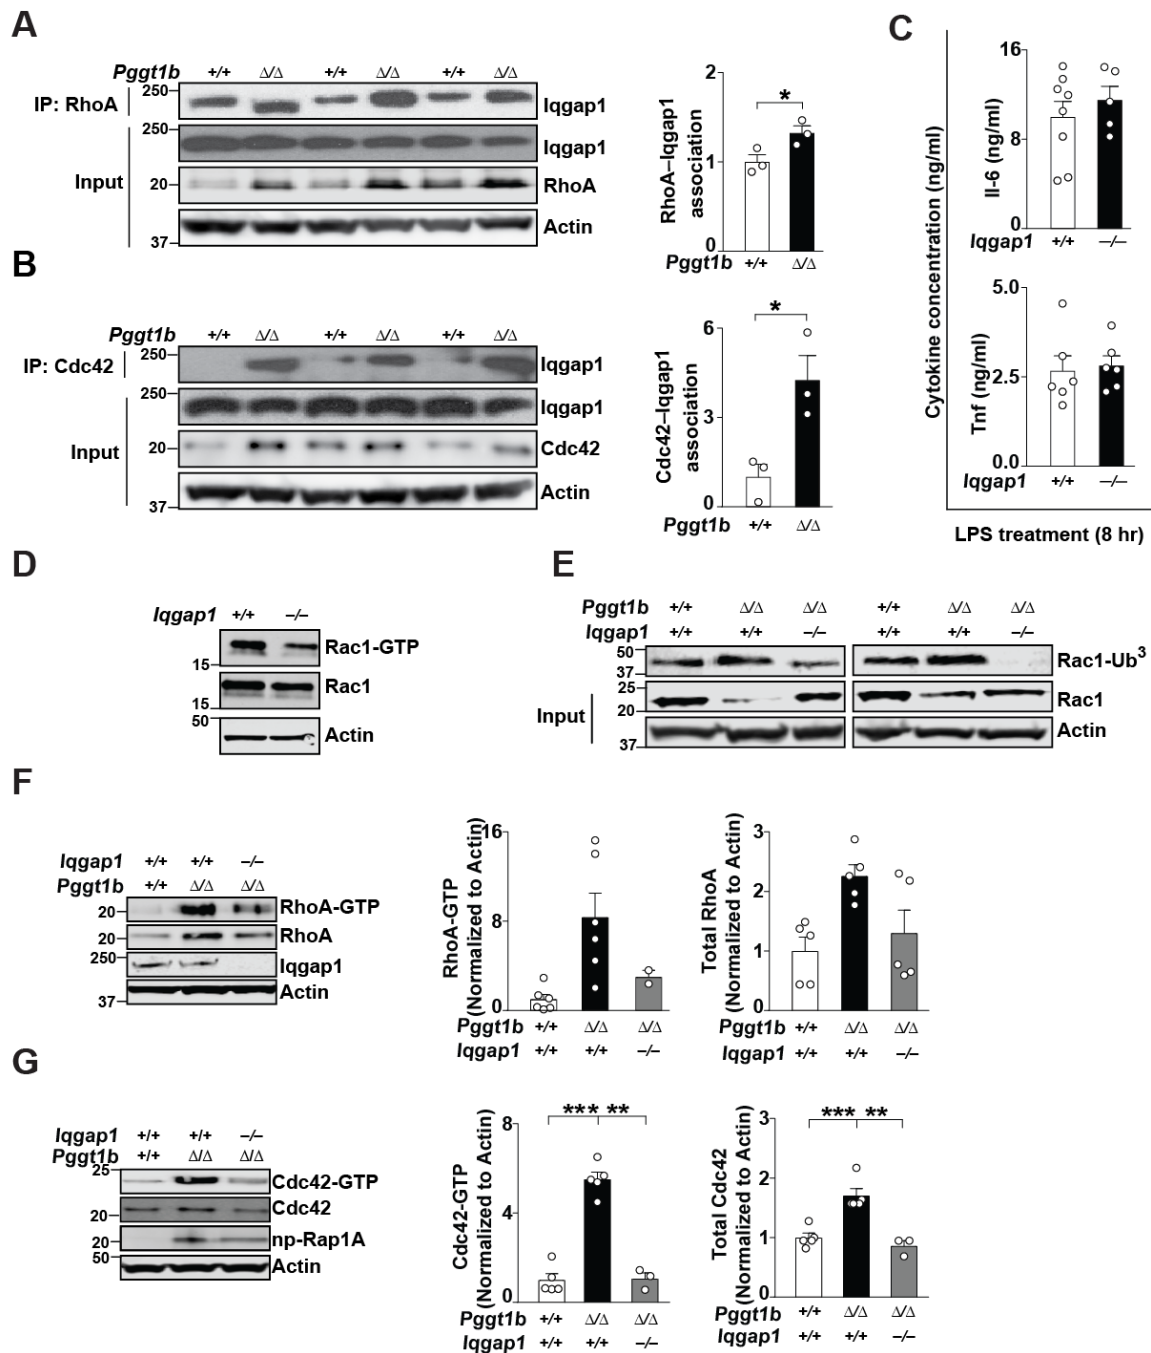 A
Pggt1b +/+ Δ/Δ +/+ Δ/Δ +/+ Δ/Δ
IP: RhoA 250 Iqgap1
250 Iqgap1
Input 20 RhoA
37 Actin
2
1
0
RhoA–Iqgap1 association
*
Pggt1b +/+ Δ/Δ
B
Pggt1b +/+ Δ/Δ +/+ Δ/Δ +/+ Δ/Δ
IP: Cdc42 250 Iqgap1
250 Iqgap1
Input 20 Cdc42
37 Actin
6
3
0
Cdc42–Iqgap1 association
*
Pggt1b +/+ Δ/Δ
C
Cytokine concentration (ng/ml)
Il-6 (ng/ml)
16
8
0
Iqgap1 +/+ –/–
Tnf (ng/ml)
5.0
2.5
0.0
Iqgap1 +/+ –/–
LPS treatment (8 hr)
D
Iqgap1 +/+ –/–
15 Rac1-GTP
15 Rac1
50 Actin
E
Pggt1b +/+ Δ/Δ Δ/Δ +/+ Δ/Δ Δ/Δ
Iqgap1 +/+ +/+ –/– +/+ +/+ –/–
50
37 Rac1-Ub³
25
20 Rac1
Input
37 Actin
F
Iqgap1 +/+ +/+ –/–
Pggt1b +/+ Δ/Δ Δ/Δ
20 RhoA-GTP
20 RhoA
250 Iqgap1
37 Actin
RhoA-GTP
(Normalized to Actin)
16
8
0
Pggt1b +/+ Δ/Δ Δ/Δ
Iqgap1 +/+ +/+ –/–
Total RhoA
(Normalized to Actin)
3
2
1
0
Pggt1b +/+ Δ/Δ Δ/Δ
Iqgap1 +/+ +/+ –/–
G
Iqgap1 +/+ +/+ –/–
Pggt1b +/+ Δ/Δ Δ/Δ
25 Cdc42-GTP
20 Cdc42
20 np-Rap1A
50 Actin
Cdc42-GTP
(Normalized to Actin)
8
4
0
*** **
Pggt1b +/+ Δ/Δ Δ/Δ
Iqgap1 +/+ +/+ –/–
Total Cdc42
(Normalized to Actin)
3
2
1
0
*** **
Pggt1b +/+ Δ/Δ Δ/Δ
Iqgap1 +/+ +/+ –/–